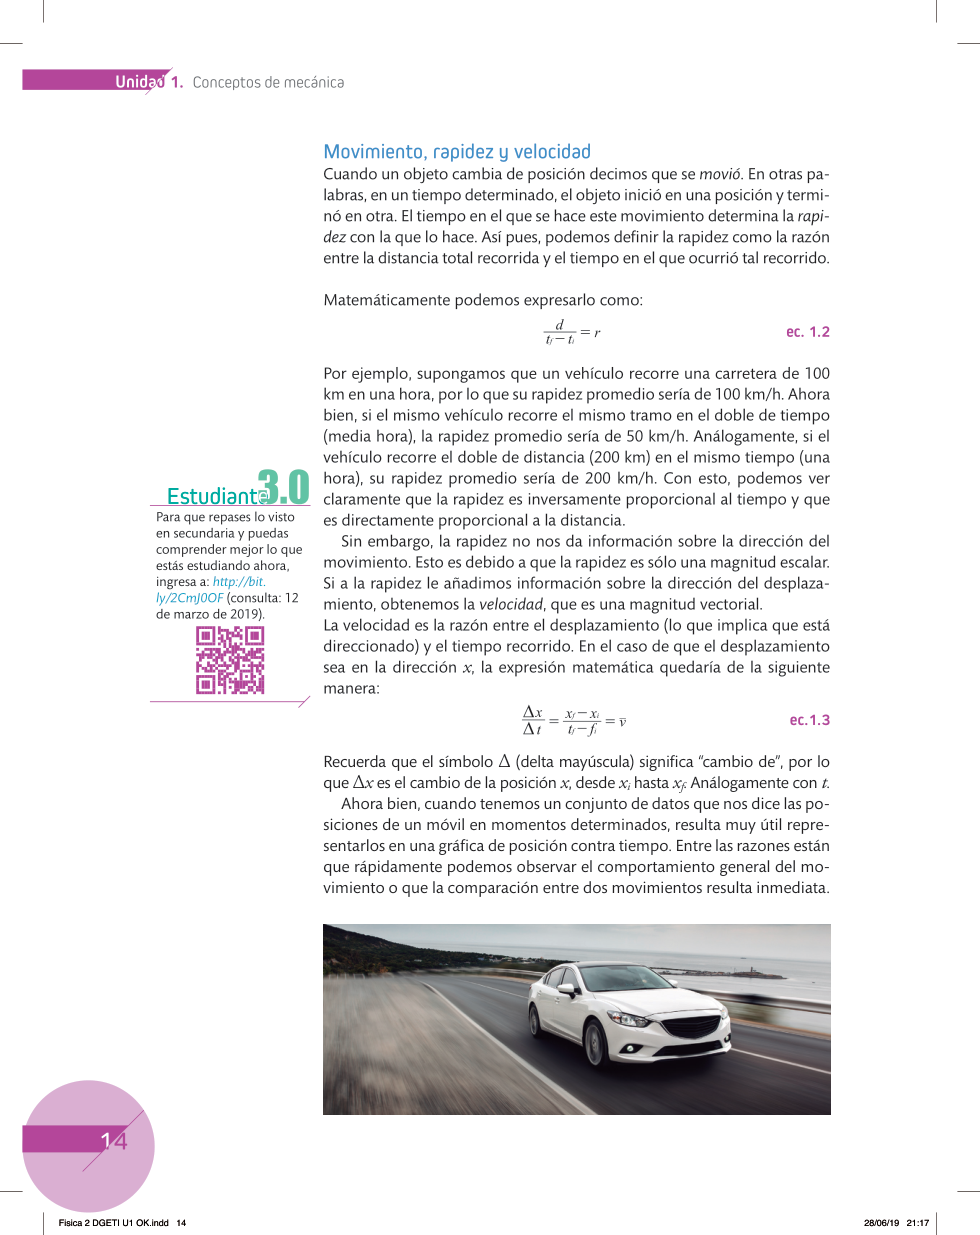 Unidad 1. Conceptos de mecánica
Movimiento, rapidez y velocidad
Cuando un objeto cambia de posición decimos que se movió. En otras pa-
labras, en un tiempo determinado, el objeto inició en una posición y termi-
nó en otra. El tiempo en el que se hace este movimiento determina la rapi-
dez con la que lo hace. Así pues, podemos definir la rapidez como la razón
entre la distancia total recorrida y el tiempo en el que ocurrió tal recorrido.
Matemáticamente podemos expresarlo como:
d / (t_f − t_i) = r ec. 1.2
Por ejemplo, supongamos que un vehículo recorre una carretera de 100
km en una hora, por lo que su rapidez promedio sería de 100 km/h. Ahora
bien, si el mismo vehículo recorre el mismo tramo en el doble de tiempo
(media hora), la rapidez promedio sería de 50 km/h. Análogamente, si el
vehículo recorre el doble de distancia (200 km) en el mismo tiempo (una
hora), su rapidez promedio sería de 200 km/h. Con esto, podemos ver
claramente que la rapidez es inversamente proporcional al tiempo y que
es directamente proporcional a la distancia.
Sin embargo, la rapidez no nos da información sobre la dirección del
movimiento. Esto es debido a que la rapidez es sólo una magnitud escalar.
Si a la rapidez le añadimos información sobre la dirección del desplaza-
miento, obtenemos la velocidad, que es una magnitud vectorial.
La velocidad es la razón entre el desplazamiento (lo que implica que está
direccionado) y el tiempo recorrido. En el caso de que el desplazamiento
sea en la dirección x, la expresión matemática quedaría de la siguiente
manera:
Δx / Δt = (x_f − x_i) / (t_f − f_i) = v̅ ec.1.3
Recuerda que el símbolo Δ (delta mayúscula) significa “cambio de”, por lo
que Δx es el cambio de la posición x, desde x_i hasta x_f. Análogamente con t.
Ahora bien, cuando tenemos un conjunto de datos que nos dice las po-
siciones de un móvil en momentos determinados, resulta muy útil repre-
sentarlos en una gráfica de posición contra tiempo. Entre las razones están
que rápidamente podemos observar el comportamiento general del mo-
vimiento o que la comparación entre dos movimientos resulta inmediata.
Estudiante 3.0
Para que repases lo visto
en secundaria y puedas
comprender mejor lo que
estás estudiando ahora,
ingresa a: http://bit.
ly/2CmJ0OF (consulta: 12
de marzo de 2019).
14
Fisica 2 DGETI U1 OK.indd 14 28/06/19 21:17